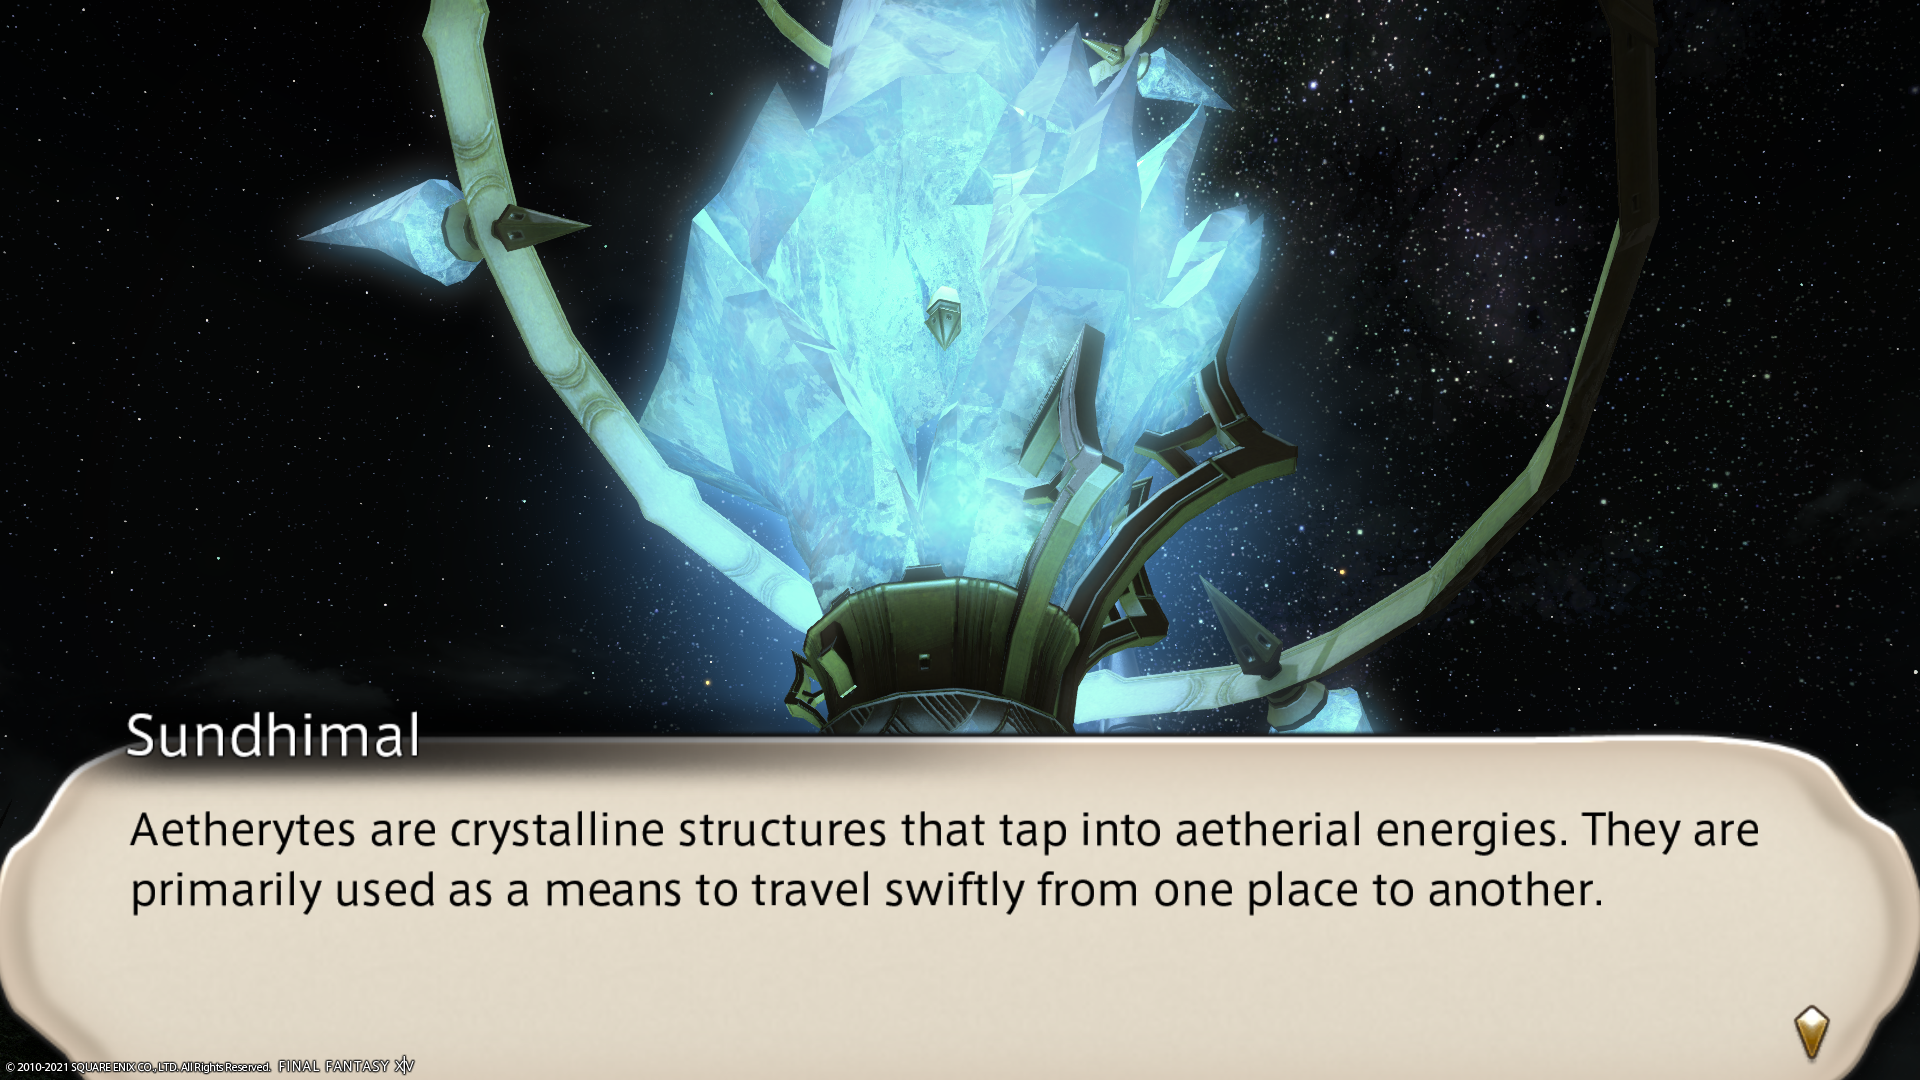 Sundhimal
Aetherytes are crystalline structures that tap into aetherial energies. They are
primarily used as a means to travel swiftly from one place to another.
© 2010-2021 SQUARE ENIX CO., LTD. All Rights Reserved. FINAL FANTASY XIV